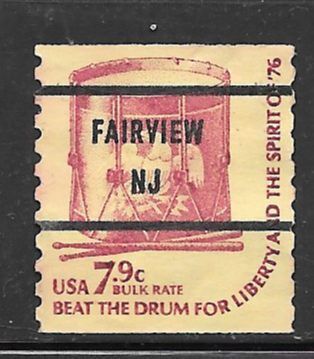 FAIRVIEW
NJ
USA 7.9c
BULK RATE
BEAT THE DRUM FOR LIBERTY AND THE SPIRIT OF '76